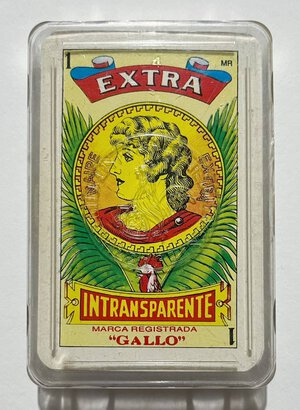 1
MR
EXTRA
INTRANSPARENTE
MARCA REGISTRADA
"GALLO"
1